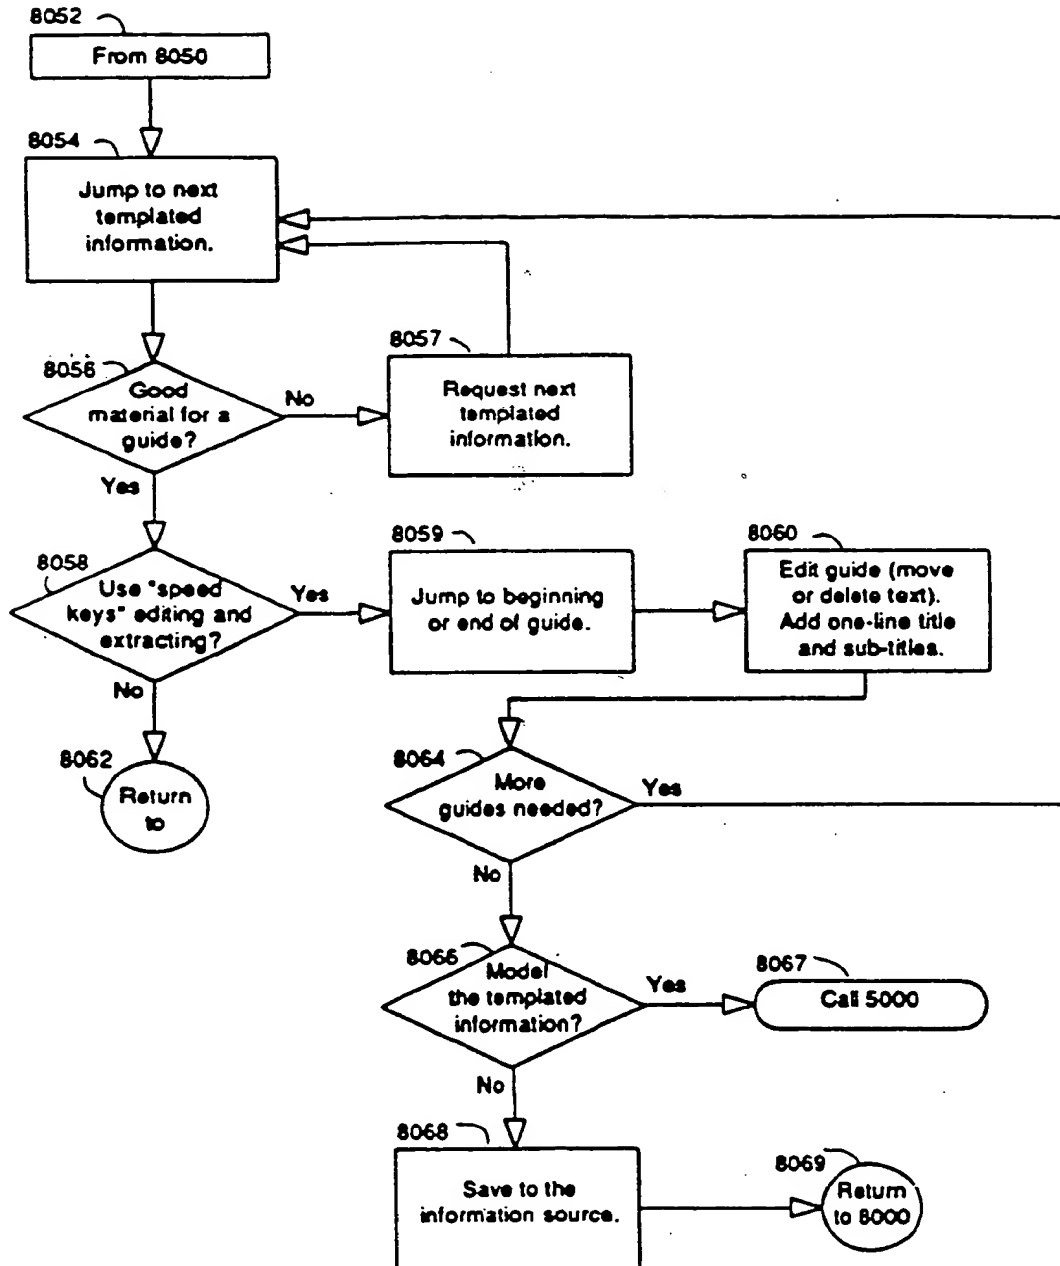 8052
From 8050
8054
Jump to next
templated
information.
8057
8056
Good
material for a
guide?
No
Request next
templated
information.
Yes
8058
Use "speed
keys" editing and
extracting?
Yes
8059
Jump to beginning
or end of guide.
8060
Edit guide (move
or delete text).
Add one-line title
and sub-titles.
No
8062
Return
to
8064
More
guides needed?
Yes
No
8066
Model
the templated
information?
Yes
8067
Call 5000
No
8068
Save to the
information source.
8069
Return
to 8000